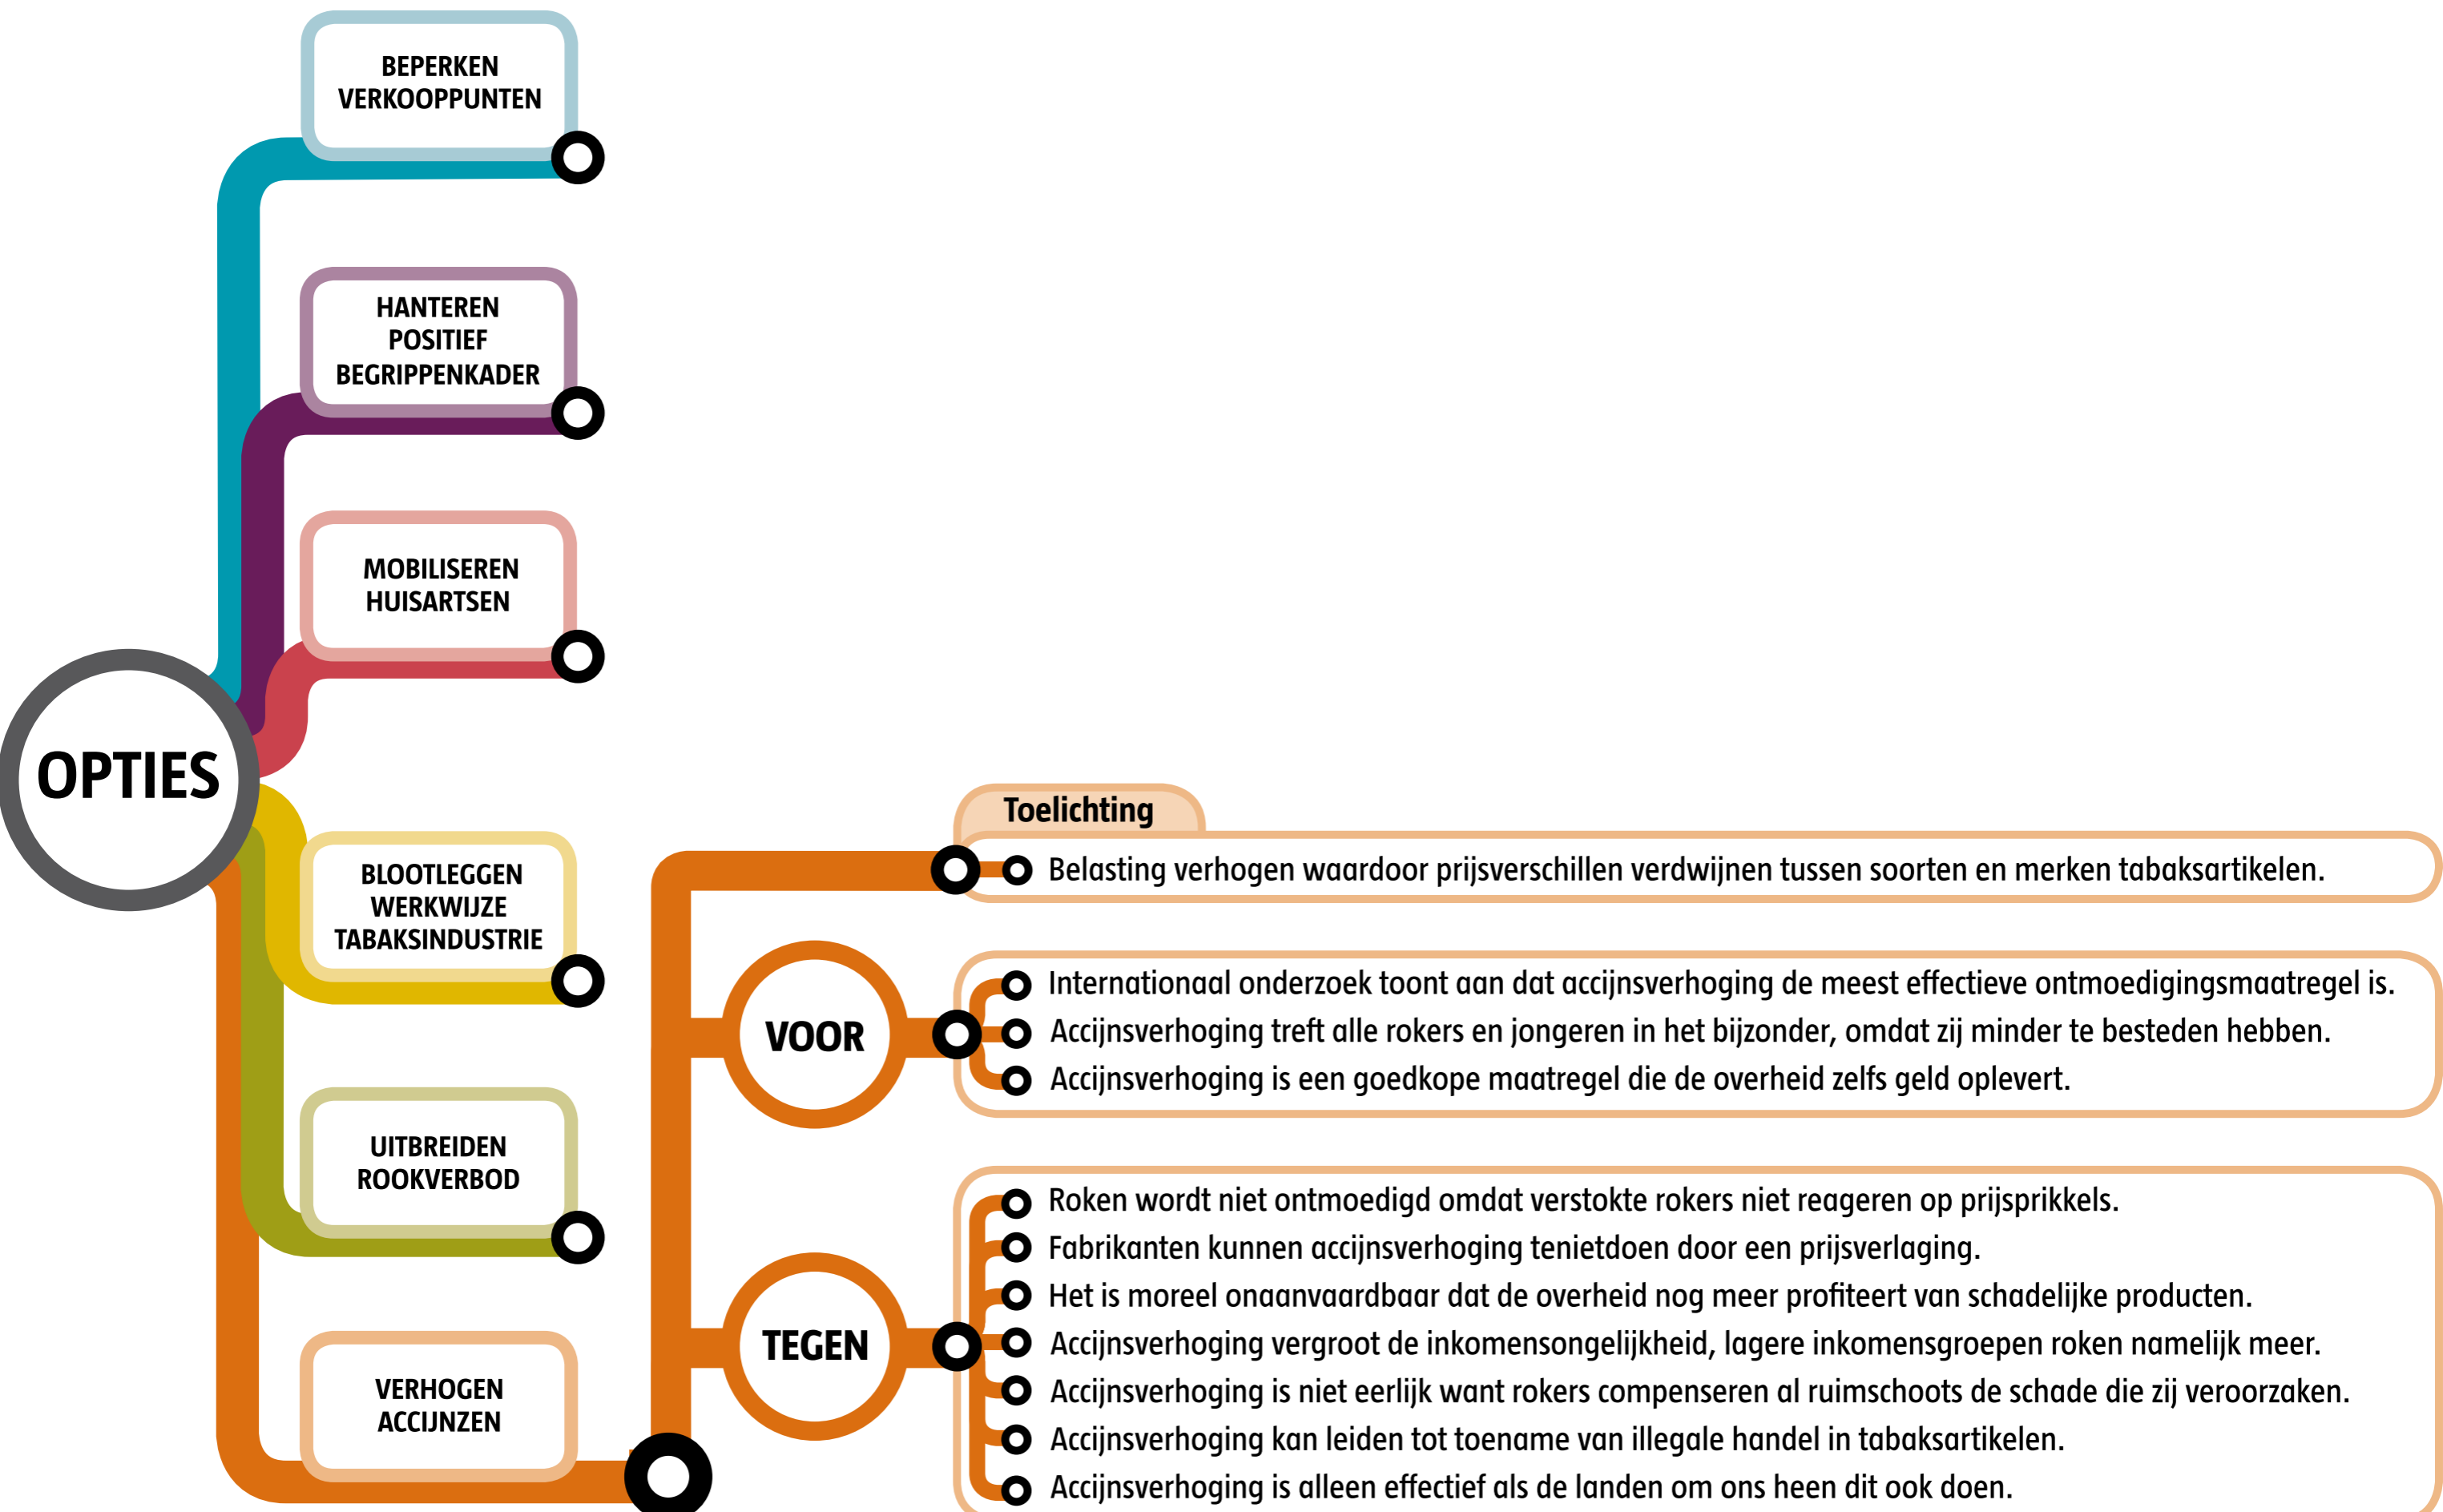 BEPERKEN
VERKOOPPUNTEN
HANTEREN
POSITIEF
BEGRIPPENKADER
MOBILISEREN
HUISARTSEN
OPTIES
BLOOTLEGGEN
WERKWIJZE
TABAKSINDUSTRIE
UITBREIDEN
ROOKVERBOD
VERHOGEN
ACCIJNZEN
Toelichting
Belasting verhogen waardoor prijsverschillen verdwijnen tussen soorten en merken tabaksartikelen.
VOOR
Internationaal onderzoek toont aan dat accijnsverhoging de meest effectieve ontmoedigingsmaatregel is.
Accijnsverhoging treft alle rokers en jongeren in het bijzonder, omdat zij minder te besteden hebben.
Accijnsverhoging is een goedkope maatregel die de overheid zelfs geld oplevert.
TEGEN
Roken wordt niet ontmoedigd omdat verstokte rokers niet reageren op prijsprikkels.
Fabrikanten kunnen accijnsverhoging tenietdoen door een prijsverlaging.
Het is moreel onaanvaardbaar dat de overheid nog meer profiteert van schadelijke producten.
Accijnsverhoging vergroot de inkomensongelijkheid, lagere inkomensgroepen roken namelijk meer.
Accijnsverhoging is niet eerlijk want rokers compenseren al ruimschoots de schade die zij veroorzaken.
Accijnsverhoging kan leiden tot toename van illegale handel in tabaksartikelen.
Accijnsverhoging is alleen effectief als de landen om ons heen dit ook doen.